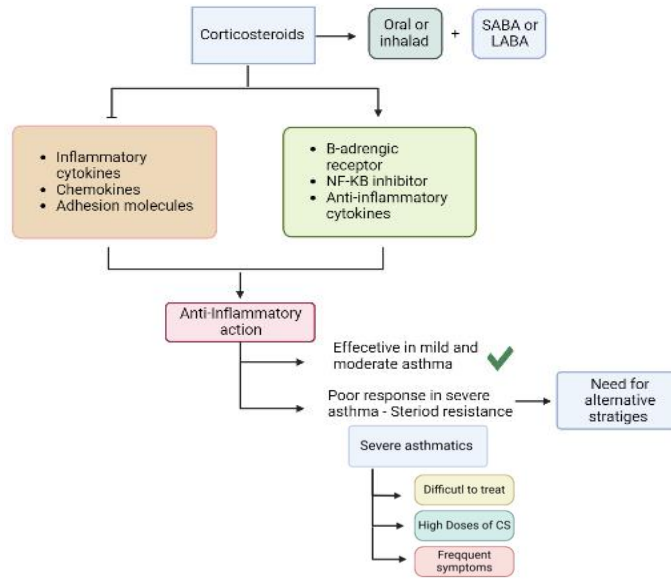 Corticosteroids
Oral or
inhalad
+
SABA or
LABA
• Inflammatory
cytokines
• Chemokines
• Adhesion molecules
• B-adrengic
receptor
• NF-KB inhibitor
• Anti-inflammatory
cytokines
Anti-Inflammatory
action
Effecetive in mild and
moderate asthma
Poor response in severe
asthma - Steriod resistance
Need for
alternative
stratiges
Severe asthmatics
Difficutl to treat
High Doses of CS
Freqquent
symptoms